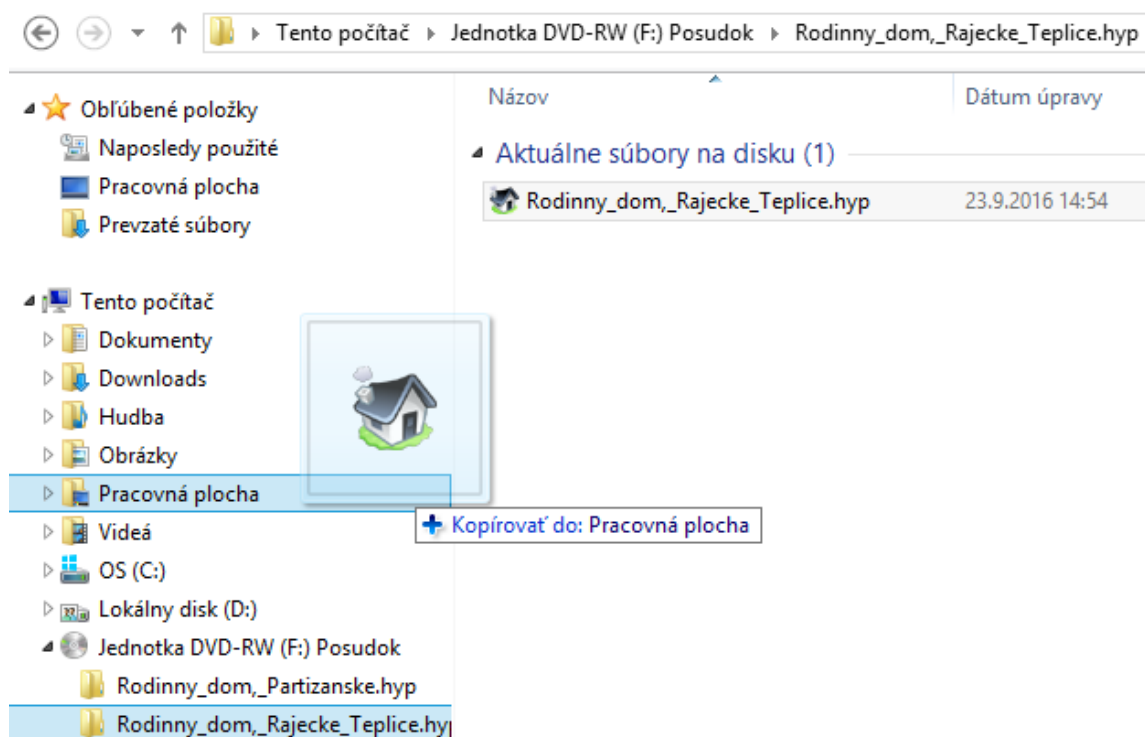 Tento počítač Jednotka DVD-RW (F:) Posudok Rodinny_dom,_Rajecke_Teplice.hyp
Obľúbené položky
Naposledy použité
Pracovná plocha
Prevzaté súbory
Tento počítač
Dokumenty
Downloads
Hudba
Obrázky
Pracovná plocha
Videá
OS (C:)
Lokálny disk (D:)
Jednotka DVD-RW (F:) Posudok
Rodinny_dom,_Partizanske.hyp
Rodinny_dom,_Rajecke_Teplice.hyp
Názov Dátum úpravy
Aktuálne súbory na disku (1)
Rodinny_dom,_Rajecke_Teplice.hyp 23.9.2016 14:54
Kopírovať do: Pracovná plocha